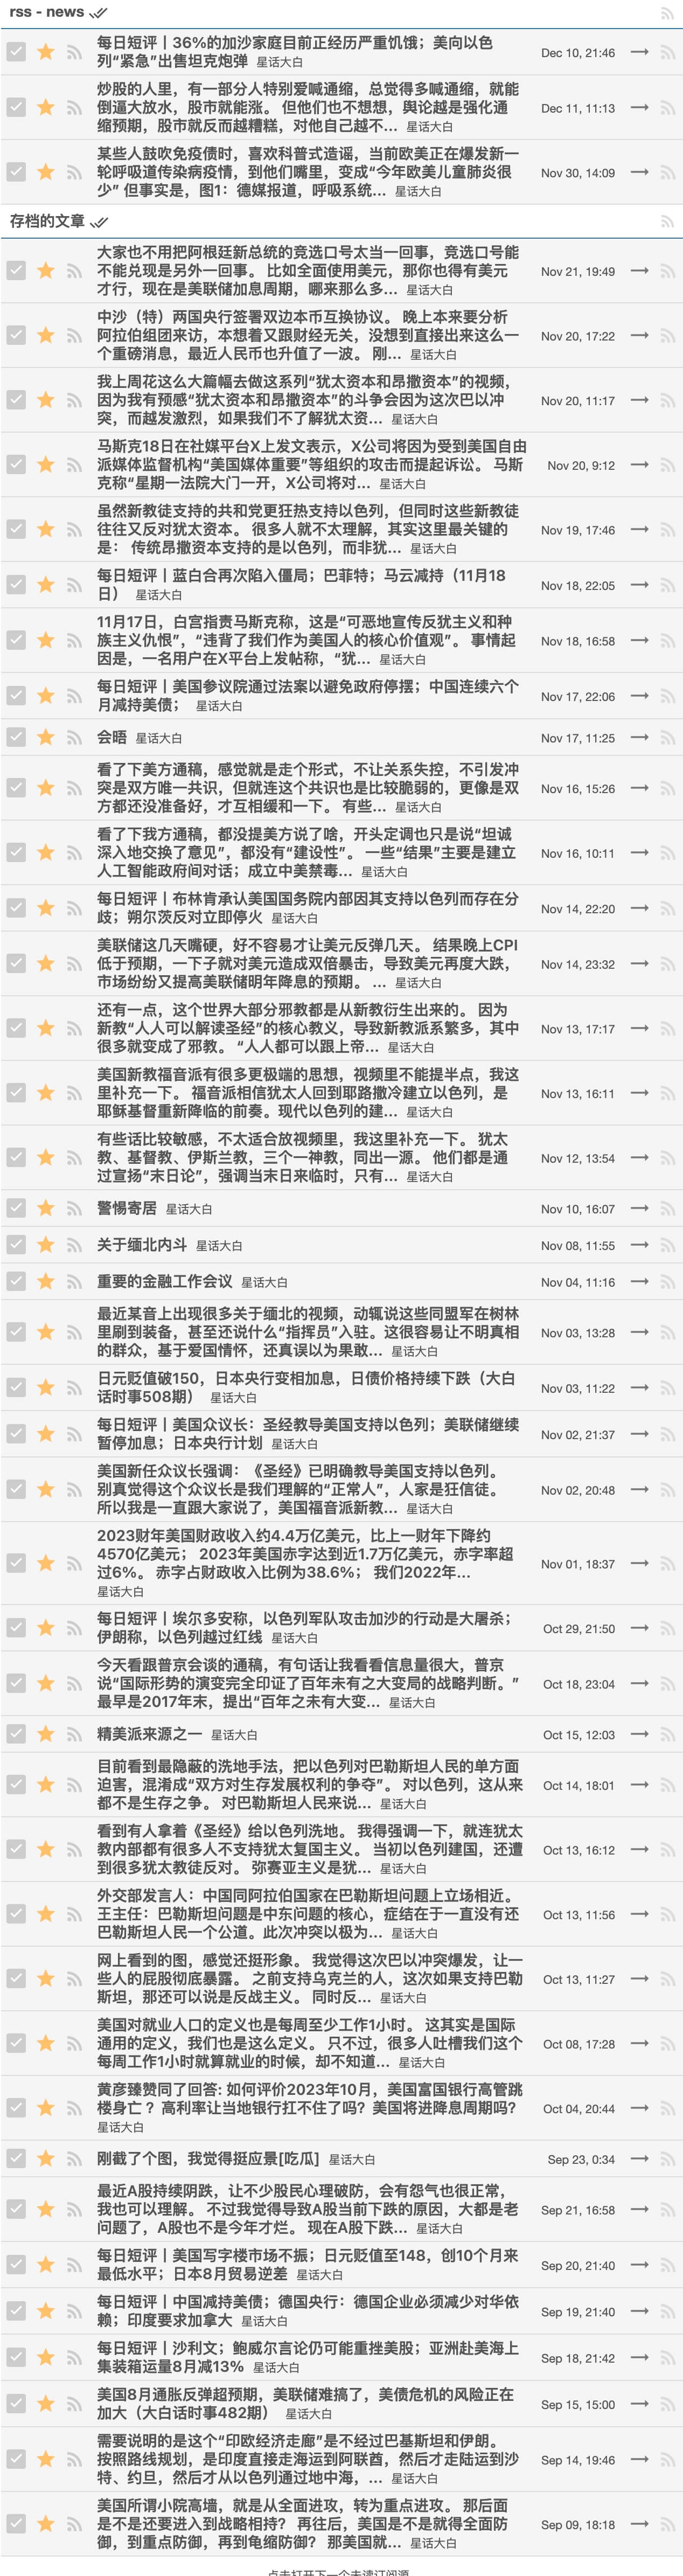 rss - news
每日短评丨36%的加沙家庭目前正经历严重饥饿；美向以色
列“紧急”出售坦克炮弹 星话大白
Dec 10, 21:46
炒股的人里，有一部分人特别爱喊通缩，总觉得多喊通缩，就能
倒逼大放水，股市就能涨。 但他们也不想想，舆论越是强化通
缩预期，股市就反而越糟糕，对他自己越不... 星话大白
Dec 11, 11:13
某些人鼓吹免疫债时，喜欢科普式造谣，当前欧美正在爆发新一
轮呼吸道传染病疫情，到他们嘴里，变成“今年欧美儿童肺炎很
少” 但事实是，图1：德媒报道，呼吸系统... 星话大白
Nov 30, 14:09
存档的文章
大家也不用把阿根廷新总统的竞选口号太当一回事，竞选口号能
不能兑现是另外一回事。 比如全面使用美元，那你也得有美元
才行，现在是美联储加息周期，哪来那么多... 星话大白
Nov 21, 19:49
中沙（特）两国央行签署双边本币互换协议。 晚上本来要分析
阿拉伯组团来访，本想着又跟财经无关，没想到直接出来这么一
个重磅消息，最近人民币也升值了一波。 刚... 星话大白
Nov 20, 17:22
我上周花这么大篇幅去做这系列“犹太资本和昂撒资本”的视频，
因为我有预感“犹太资本和昂撒资本”的斗争会因为这次巴以冲
突，而越发激烈，如果我们不了解犹太资... 星话大白
Nov 20, 11:17
马斯克18日在社媒平台X上发文表示，X公司将因为受到美国自由
派媒体监督机构“美国媒体重要”等组织的攻击而提起诉讼。 马斯
克称“星期一法院大门一开，X公司将对... 星话大白
Nov 20, 9:12
虽然新教徒支持的共和党更狂热支持以色列，但同时这些新教徒
往往又反对犹太资本。 很多人就不太理解，其实这里最关键的
是： 传统昂撒资本支持的是以色列，而非犹... 星话大白
Nov 19, 17:46
每日短评丨蓝白合再次陷入僵局；巴菲特；马云减持（11月18
日） 星话大白
Nov 18, 22:05
11月17日，白宫指责马斯克称，这是“可恶地宣传反犹主义和种
族主义仇恨”，“违背了我们作为美国人的核心价值观”。 事情起
因是，一名用户在X平台上发帖称，“犹... 星话大白
Nov 18, 16:58
每日短评丨美国参议院通过法案以避免政府停摆；中国连续六个
月减持美债； 星话大白
Nov 17, 22:06
会晤 星话大白
Nov 17, 11:25
看了下美方通稿，感觉就是走个形式，不让关系失控，不引发冲
突是双方唯一共识，但就连这个共识也是比较脆弱的，更像是双
方都还没准备好，才互相缓和一下。 有些... 星话大白
Nov 16, 15:26
看了下我方通稿，都没提美方说了啥，开头定调也只是说“坦诚
深入地交换了意见”，都没有“建设性”。 一些“结果”主要是建立
人工智能政府间对话；成立中美禁毒... 星话大白
Nov 16, 10:11
每日短评丨布林肯承认美国国务院内部因其支持以色列而存在分
歧；朔尔茨反对立即停火 星话大白
Nov 14, 22:20
美联储这几天嘴硬，好不容易才让美元反弹几天。 结果晚上CPI
低于预期，一下子就对美元造成双倍暴击，导致美元再度大跌，
市场纷纷又提高美联储明年降息的预期。 ... 星话大白
Nov 14, 23:32
还有一点，这个世界大部分邪教都是从新教衍生出来的。 因为
新教“人人可以解读圣经”的核心教义，导致新教派系繁多，其中
很多就变成了邪教。 “人人都可以跟上帝... 星话大白
Nov 13, 17:17
美国新教福音派有很多更极端的思想，视频里不能提半点，我这
里补充一下。 福音派相信犹太人回到耶路撒冷建立以色列，是
耶稣基督重新降临的前奏。现代以色列的建... 星话大白
Nov 13, 16:11
有些话比较敏感，不太适合放视频里，我这里补充一下。 犹太
教、基督教、伊斯兰教，三个一神教，同出一源。 他们都是通
过宣扬“末日论”，强调当末日来临时，只有... 星话大白
Nov 12, 13:54
警惕寄居 星话大白
Nov 10, 16:07
关于缅北内斗 星话大白
Nov 08, 11:55
重要的金融工作会议 星话大白
Nov 04, 11:16
最近某音上出现很多关于缅北的视频，动辄说这些同盟军在树林
里刷到装备，甚至还说什么“指挥员”入驻。这很容易让不明真相
的群众，基于爱国情怀，还真误以为果敢... 星话大白
Nov 03, 13:28
日元贬值破150，日本央行变相加息，日债价格持续下跌（大白
话时事508期） 星话大白
Nov 03, 11:22
每日短评丨美国众议长：圣经教导美国支持以色列；美联储继续
暂停加息；日本央行计划 星话大白
Nov 02, 21:37
美国新任众议长强调：《圣经》已明确教导美国支持以色列。
别真觉得这个众议长是我们理解的“正常人”，人家是狂信徒。
所以我是一直跟大家说了，美国福音派新教... 星话大白
Nov 02, 20:48
2023财年美国财政收入约4.4万亿美元，比上一财年下降约
4570亿美元； 2023年美国赤字达到近1.7万亿美元，赤字率超
过6%。 赤字占财政收入比例为38.6%； 我们2022年...
星话大白
Nov 01, 18:37
每日短评丨埃尔多安称，以色列军队攻击加沙的行动是大屠杀；
伊朗称，以色列越过红线 星话大白
Oct 29, 21:50
今天看跟普京会谈的通稿，有句话让我看看信息量很大，普京
说“国际形势的演变完全印证了百年未有之大变局的战略判断。”
最早是2017年末，提出“百年之未有大变... 星话大白
Oct 18, 23:04
精美派来源之一 星话大白
Oct 15, 12:03
目前看到最隐蔽的洗地手法，把以色列对巴勒斯坦人民的单方面
迫害，混淆成“双方对生存发展权利的争夺”。 对以色列，这从来
都不是生存之争。 对巴勒斯坦人民来说... 星话大白
Oct 14, 18:01
看到有人拿着《圣经》给以色列洗地。 我得强调一下，就连犹太
教内部都有很多人不支持犹太复国主义。 当初以色列建国，还遭
到很多犹太教徒反对。 弥赛亚主义是犹... 星话大白
Oct 13, 16:12
外交部发言人：中国同阿拉伯国家在巴勒斯坦问题上立场相近。
王主任：巴勒斯坦问题是中东问题的核心，症结在于一直没有还
巴勒斯坦人民一个公道。此次冲突以极为... 星话大白
Oct 13, 11:56
网上看到的图，感觉还挺形象。 我觉得这次巴以冲突爆发，让一
些人的屁股彻底暴露。 之前支持乌克兰的人，这次如果支持巴勒
斯坦，那还可以说是反战主义。 同时反... 星话大白
Oct 13, 11:27
美国对就业人口的定义也是每周至少工作1小时。 这其实是国际
通用的定义，我们也是这么定义。 只不过，很多人吐槽我们这个
每周工作1小时就算就业的时候，却不知道... 星话大白
Oct 08, 17:28
黄彦臻赞同了回答: 如何评价2023年10月，美国富国银行高管跳
楼身亡 ？高利率让当地银行扛不住了吗？美国将进降息周期吗？
星话大白
Oct 04, 20:44
刚截了个图，我觉得挺应景[吃瓜] 星话大白
Sep 23, 0:34
最近A股持续阴跌，让不少股民心理破防，会有怨气也很正常，
我也可以理解。 不过我觉得导致A股当前下跌的原因，大都是老
问题了，A股也不是今年才烂。 现在A股下跌... 星话大白
Sep 21, 16:58
每日短评丨美国写字楼市场不振；日元贬值至148，创10个月来
最低水平；日本8月贸易逆差 星话大白
Sep 20, 21:40
每日短评丨中国减持美债；德国央行：德国企业必须减少对华依
赖；印度要求加拿大 星话大白
Sep 19, 21:40
每日短评丨沙利文；鲍威尔言论仍可能重挫美股；亚洲赴美海上
集装箱运量8月减13% 星话大白
Sep 18, 21:42
美国8月通胀反弹超预期，美联储难搞了，美债危机的风险正在
加大（大白话时事482期） 星话大白
Sep 15, 15:00
需要说明的是这个“印欧经济走廊”是不经过巴基斯坦和伊朗。
按照路线规划，是印度直接走海运到阿联酋，然后才走陆运到沙
特、约旦，然后才从以色列通过地中海，... 星话大白
Sep 14, 19:46
美国所谓小院高墙，就是从全面进攻，转为重点进攻。 那后面
是不是还要进入到战略相持？ 再往后，美国是不是就得全面防
御，到重点防御，再到龟缩防御？ 那美国就... 星话大白
Sep 09, 18:18
点击打开下一个未读订阅源